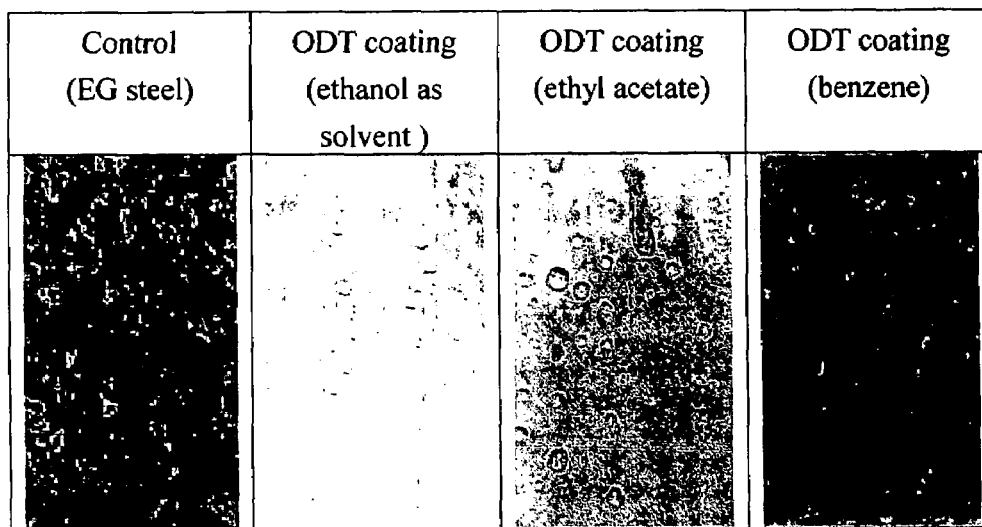 Control
(EG steel)
ODT coating
(ethanol as
solvent )
ODT coating
(ethyl acetate)
ODT coating
(benzene)